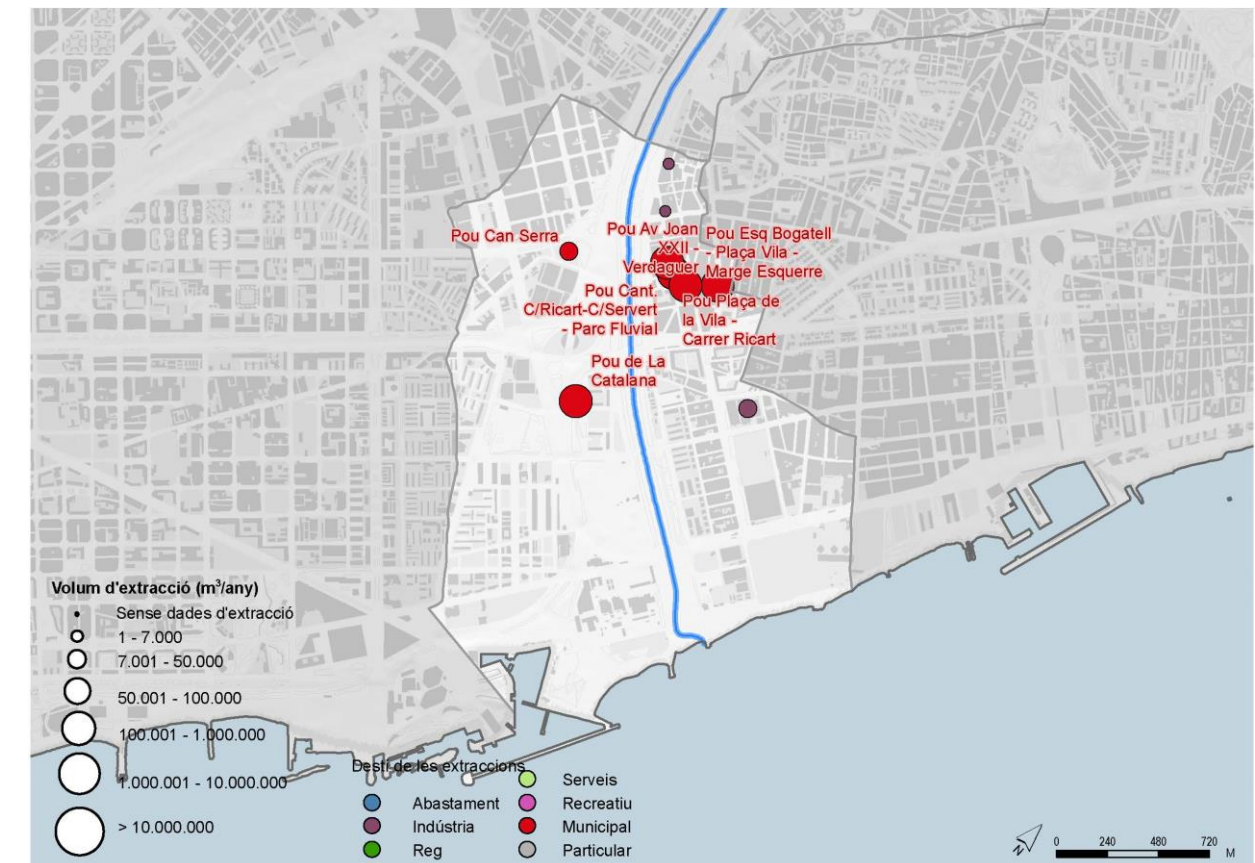 Pou Can Serra
Pou Av Joan
XXII -
Verdaguer
Pou Esq Bogatell
- Plaça Vila -
Marge Esquerre
Pou Cant.
C/Ricart-C/Servert
- Parc Fluvial
Pou Plaça de
la Vila -
Carrer Ricart
Pou de La
Catalana
Volum d'extracció (m³/any)
Sense dades d'extracció
1 - 7.000
7.001 - 50.000
50.001 - 100.000
100.001 - 1.000.000
1.000.001 - 10.000.000
> 10.000.000
Destí de les extraccions
Abastament
Indústria
Reg
Serveis
Recreatiu
Municipal
Particular
N
0 240 480 720
M